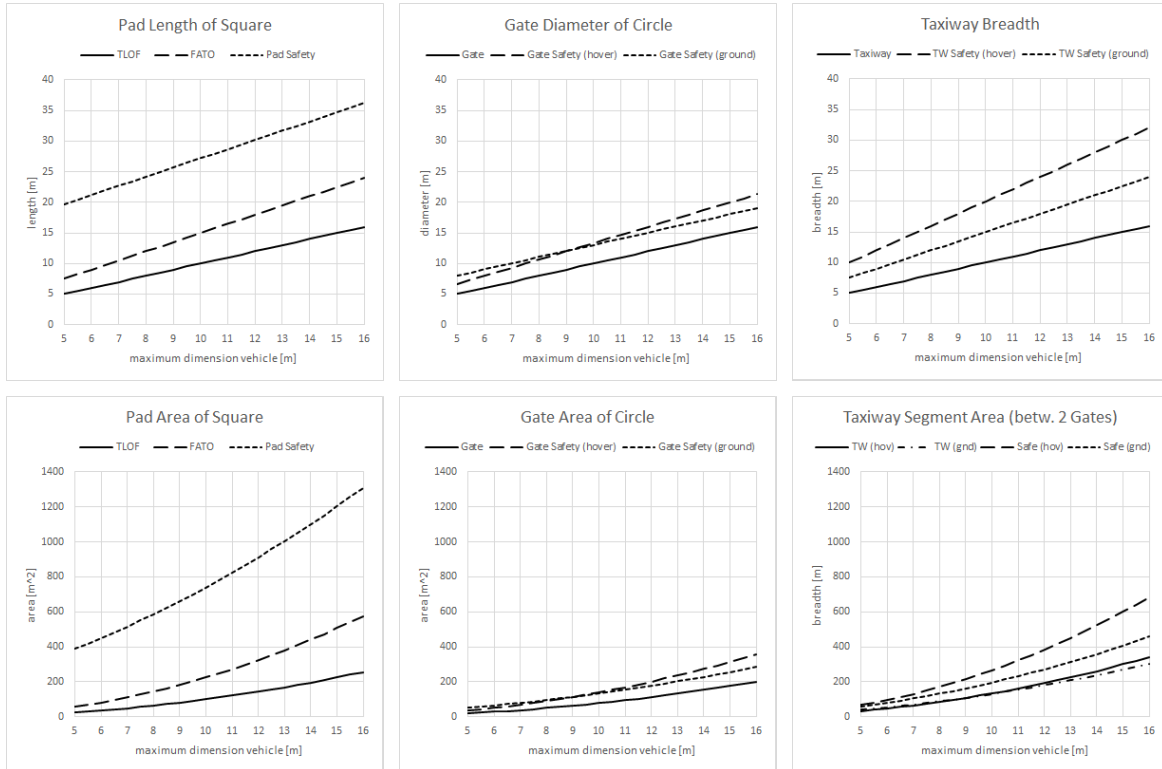 Pad Length of Square
TLOF FATO Pad Safety
length [m]
40
35
30
25
20
15
10
5
0
5 6 7 8 9 10 11 12 13 14 15 16
maximum dimension vehicle [m]
Gate Diameter of Circle
Gate Gate Safety (hover) Gate Safety (ground)
diameter [m]
40
35
30
25
20
15
10
5
0
5 6 7 8 9 10 11 12 13 14 15 16
maximum dimension vehicle [m]
Taxiway Breadth
Taxiway TW Safety (hover) TW Safety (ground)
breadth [m]
40
35
30
25
20
15
10
5
0
5 6 7 8 9 10 11 12 13 14 15 16
maximum dimension vehicle [m]
Pad Area of Square
TLOF FATO Pad Safety
area [m^2]
1400
1200
1000
800
600
400
200
0
5 6 7 8 9 10 11 12 13 14 15 16
maximum dimension vehicle [m]
Gate Area of Circle
Gate Gate Safety (hover) Gate Safety (ground)
area [m^2]
1400
1200
1000
800
600
400
200
0
5 6 7 8 9 10 11 12 13 14 15 16
maximum dimension vehicle [m]
Taxiway Segment Area (betw. 2 Gates)
TW (hov) TW (gnd) Safe (hov) Safe (gnd)
breadth [m]
1400
1200
1000
800
600
400
200
0
5 6 7 8 9 10 11 12 13 14 15 16
maximum dimension vehicle [m]